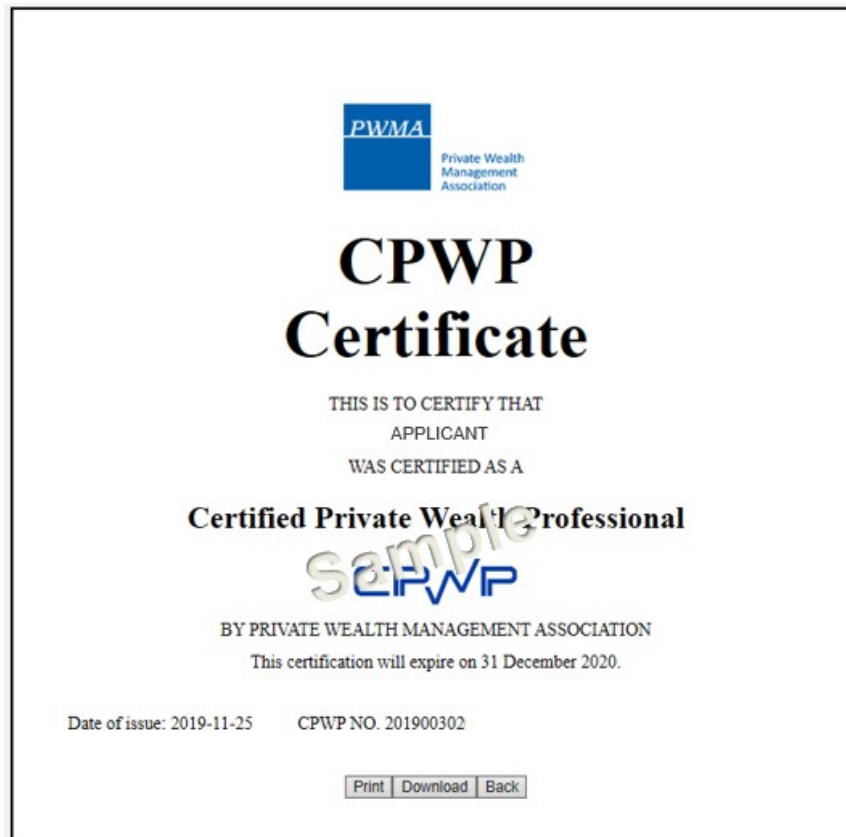 PWMA
Private Wealth
Management
Association
CPWP
Certificate
THIS IS TO CERTIFY THAT
APPLICANT
WAS CERTIFIED AS A
Certified Private Wealth Professional
Sample
CPWP
BY PRIVATE WEALTH MANAGEMENT ASSOCIATION
This certification will expire on 31 December 2020.
Date of issue: 2019-11-25 CPWP NO. 201900302
Print Download Back